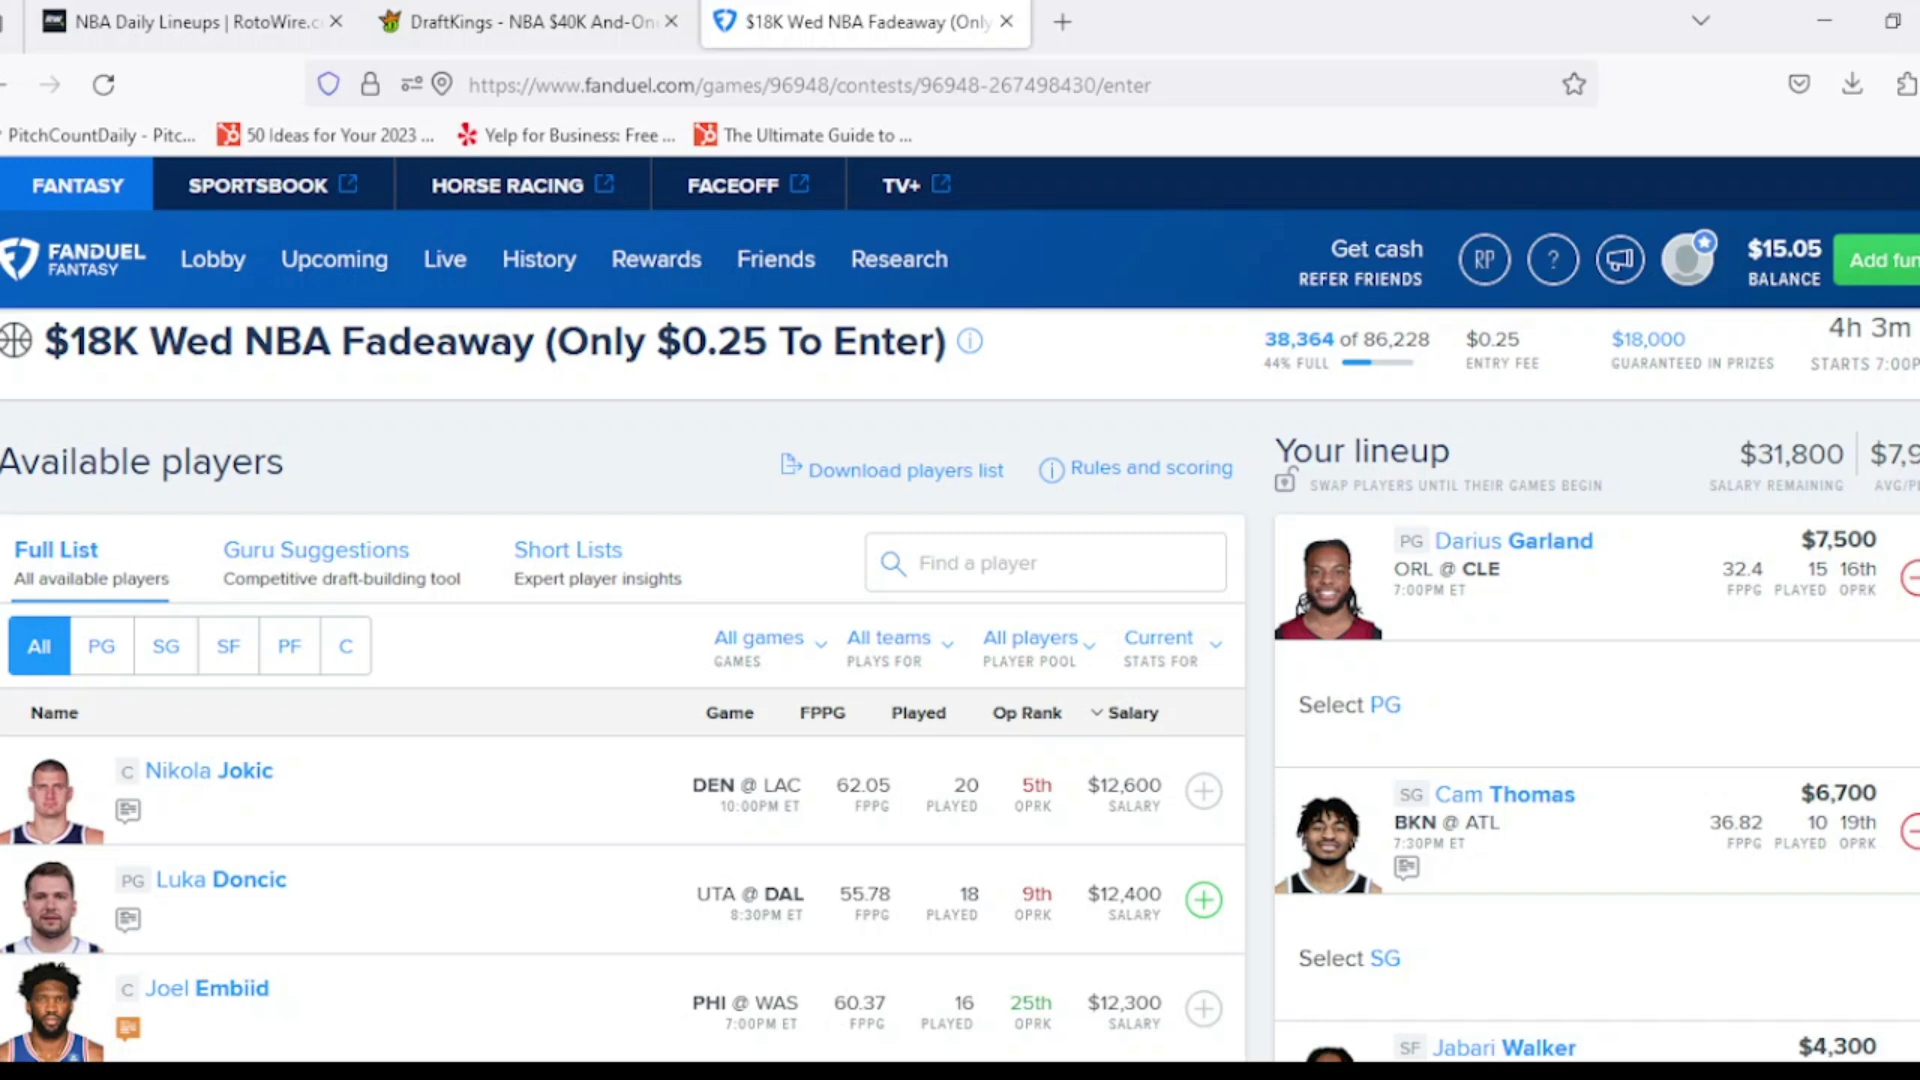 NBA Daily Lineups | RotoWire.c
DraftKings - NBA $40K And-On
$18K Wed NBA Fadeaway (Only
https://www.fanduel.com/games/96948/contests/96948-267498430/enter
PitchCountDaily - Pitc...
50 Ideas for Your 2023 ...
Yelp for Business: Free ...
The Ultimate Guide to ...
FANTASY
SPORTSBOOK
HORSE RACING
FACEOFF
TV+
FANDUEL
FANTASY
Lobby
Upcoming
Live
History
Rewards
Friends
Research
Get cash
REFER FRIENDS
RP
?
$15.05
BALANCE
Add fun
$18K Wed NBA Fadeaway (Only $0.25 To Enter)
38,364 of 86,228
44% FULL
$0.25
ENTRY FEE
$18,000
GUARANTEED IN PRIZES
4h 3m
STARTS 7:00P
Available players
Download players list
Rules and scoring
Full List
All available players
Guru Suggestions
Competitive draft-building tool
Short Lists
Expert player insights
Find a player
All
PG
SG
SF
PF
C
All games
GAMES
All teams
PLAYS FOR
All players
PLAYER POOL
Current
STATS FOR
Name Game FPPG Played Op Rank Salary
C Nikola Jokic
DEN @ LAC 62.05 20 5th $12,600
10:00PM ET FPPG PLAYED OPRK SALARY
PG Luka Doncic
UTA @ DAL 55.78 18 9th $12,400
8:30PM ET FPPG PLAYED OPRK SALARY
C Joel Embiid
PHI @ WAS 60.37 16 25th $12,300
7:00PM ET FPPG PLAYED OPRK SALARY
Your lineup
SWAP PLAYERS UNTIL THEIR GAMES BEGIN
$31,800
SALARY REMAINING
$7,9
AVG/PL
PG Darius Garland $7,500
ORL @ CLE 32.4 15 16th
7:00PM ET FPPG PLAYED OPRK
Select PG
SG Cam Thomas $6,700
BKN @ ATL 36.82 10 19th
7:30PM ET FPPG PLAYED OPRK
Select SG
SF Jabari Walker $4,300